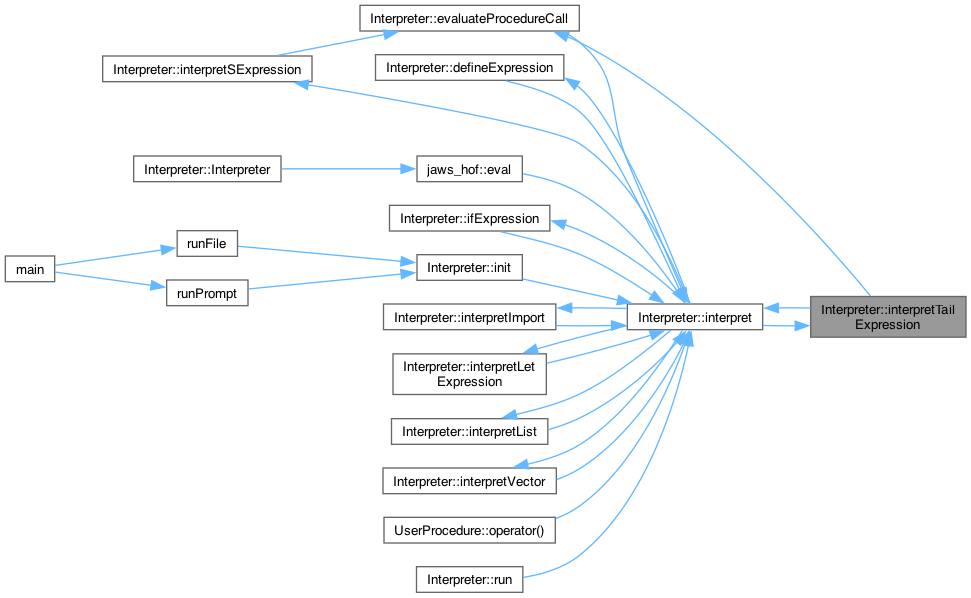 Interpreter::evaluateProcedureCall
Interpreter::interpretSExpression
Interpreter::defineExpression
Interpreter::Interpreter
jaws_hof::eval
Interpreter::ifExpression
main
runFile
runPrompt
Interpreter::init
Interpreter::interpretImport
Interpreter::interpret
Interpreter::interpretTail
Expression
Interpreter::interpretLet
Expression
Interpreter::interpretList
Interpreter::interpretVector
UserProcedure::operator()
Interpreter::run